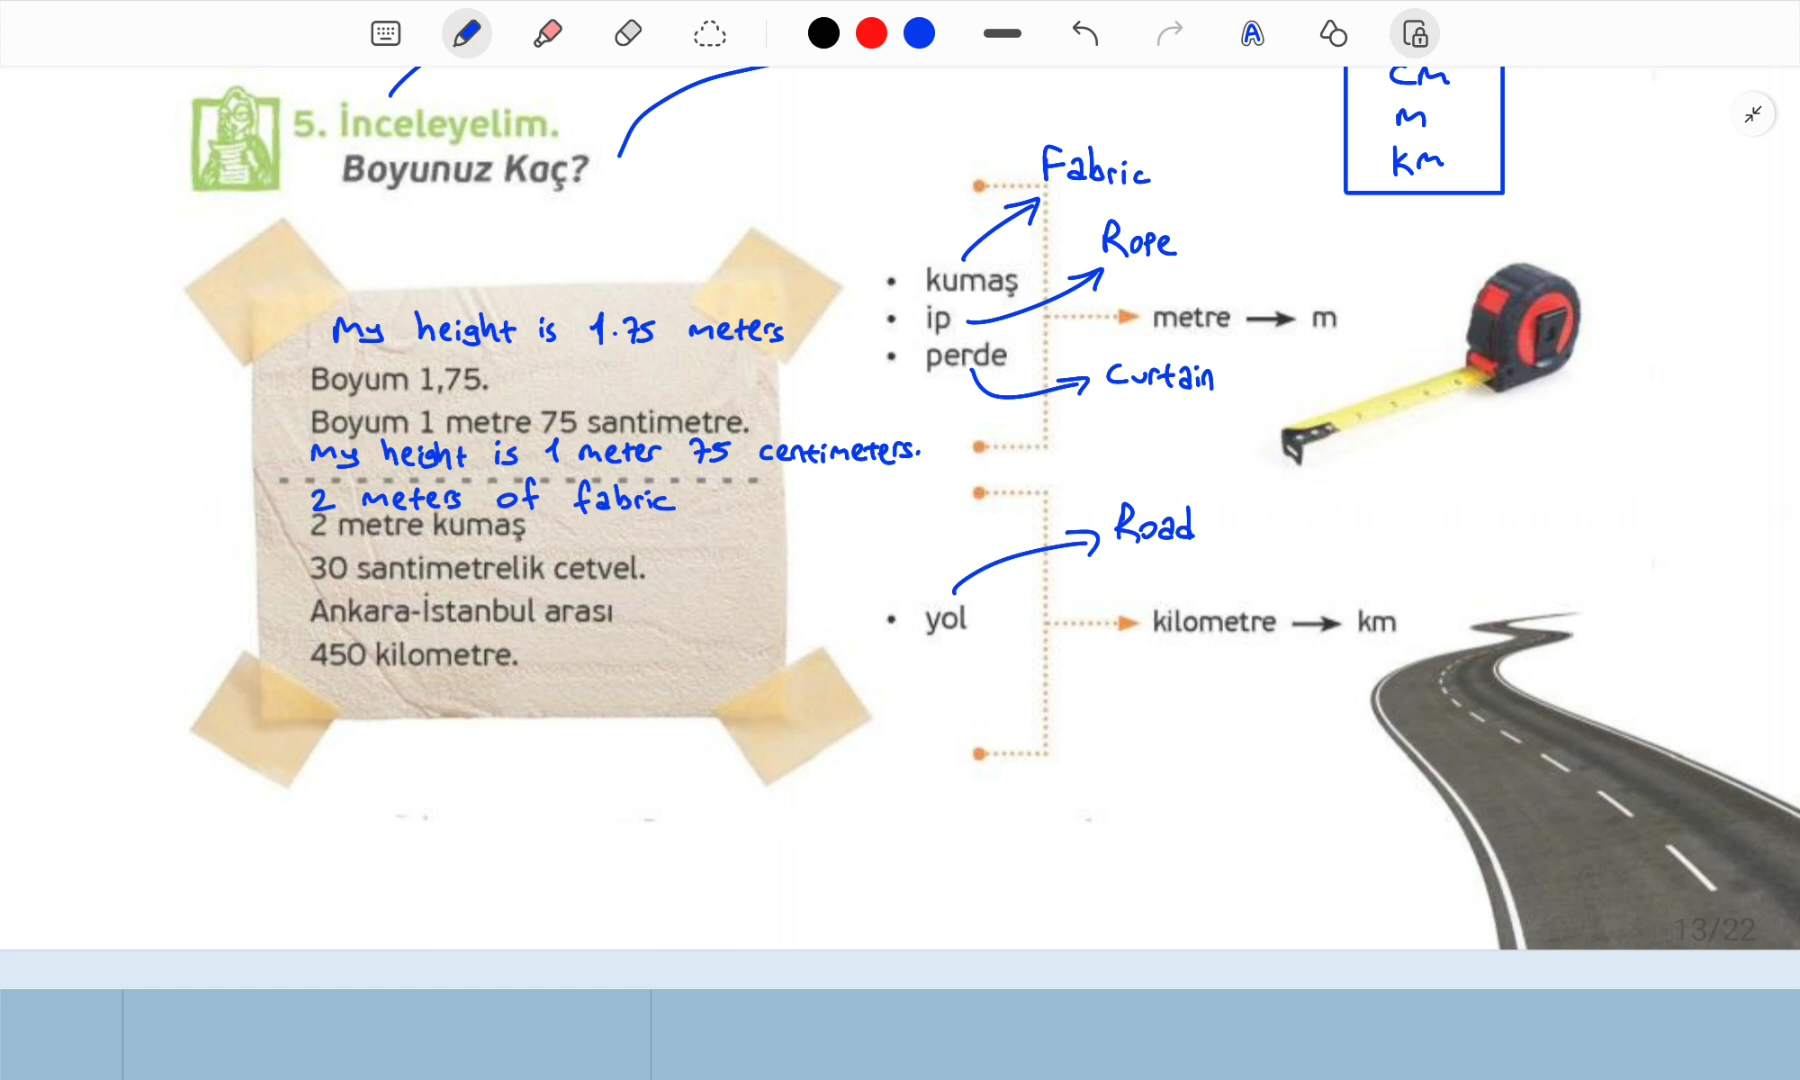 cm
m
km
5. İnceleyelim.
Boyunuz Kaç?
My height is 1.75 meters
Boyum 1,75.
Boyum 1 metre 75 santimetre.
My height is 1 meter 75 centimeters.
2 meters of fabric
2 metre kumaş
30 santimetrelik cetvel.
Ankara-İstanbul arası
450 kilometre.
Fabric
Rope
• kumaş
• ip
• perde
Curtain
metre → m
Road
• yol
kilometre → km
13/22